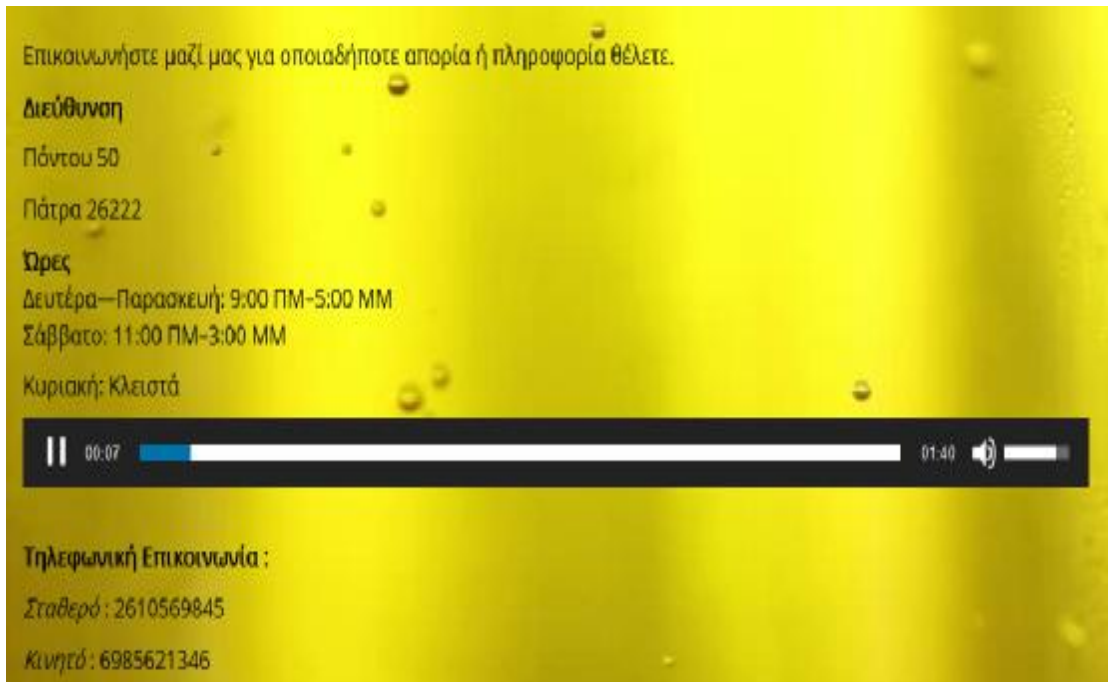 Επικοινωνήστε μαζί μας για οποιαδήποτε απορία ή πληροφορία θέλετε.
Διεύθυνση
Πόντου 50
Πάτρα 26222
Ώρες
Δευτέρα—Παρασκευή: 9:00 ΠΜ–5:00 ΜΜ
Σάββατο: 11:00 ΠΜ–3:00 ΜΜ
Κυριακή: Κλειστά
00:07 01:40
Τηλεφωνική Επικοινωνία :
Σταθερό : 2610569845
Κινητό : 6985621346